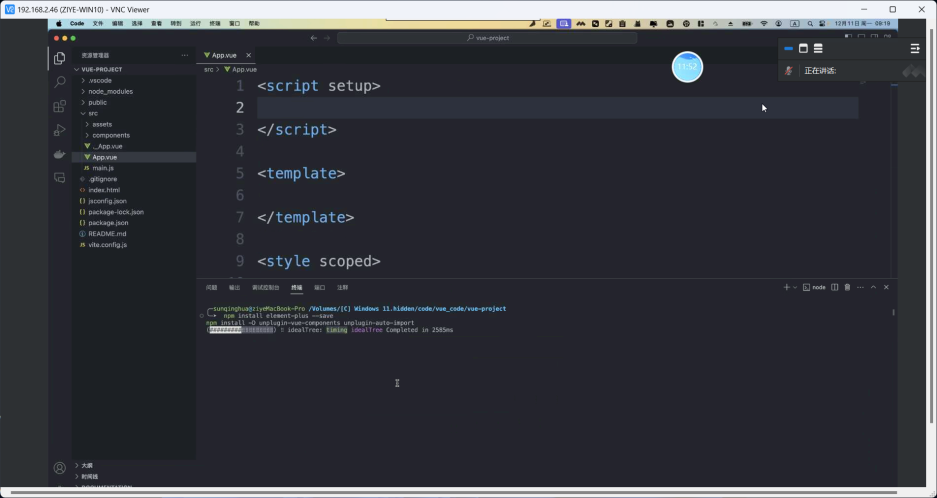 192.168.2.46 (ZIYE-WIN10) - VNC Viewer
Code 文件 编辑 选择 查看 转到 运行 终端 窗口 帮助
12月11日 周一 09:19
vue-project
资源管理器
App.vue
VUE-PROJECT
src > App.vue
.vscode
node_modules
public
src
assets
components
._App.vue
App.vue
main.js
.gitignore
index.html
jsconfig.json
package-lock.json
package.json
README.md
vite.config.js
11:52
正在讲话:
1 <script setup>
2
3 </script>
4
5 <template>
6
7 </template>
8
9 <style scoped>
问题 输出 调试控制台 终端 端口 注释
node
sunqinghua@ziyeMacBook-Pro /Volumes/[C] Windows 11.hidden/code/vue_code/vue-project
npm install element-plus --save
npm install -D unplugin-vue-components unplugin-auto-import
idealTree: timing idealTree Completed in 2585ms
大纲
时间线
DOCUMENTATION